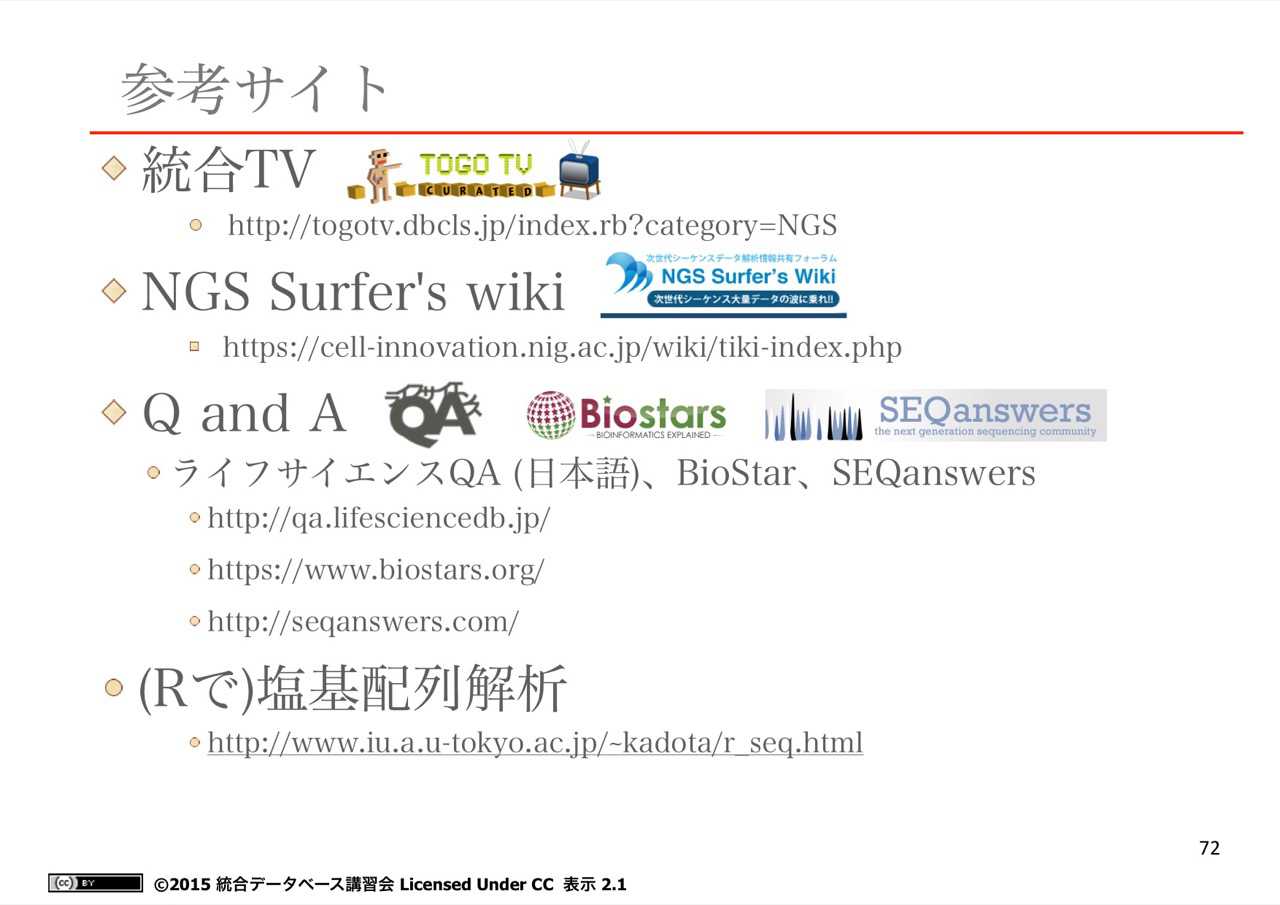 参考サイト
統合TV
TOGO TV
CURATED
http://togotv.dbcls.jp/index.rb?category=NGS
NGS Surfer's wiki
次世代シーケンスデータ解析情報共有フォーラム
NGS Surfer's Wiki
次世代シーケンス大量データの波に乗れ!!
https://cell-innovation.nig.ac.jp/wiki/tiki-index.php
Q and A
ライフサイエンス
QA
Biostars
BIOINFORMATICS EXPLAINED
SEQanswers
the next generation sequencing community
ライフサイエンスQA (日本語)、BioStar、SEQanswers
http://qa.lifesciencedb.jp/
https://www.biostars.org/
http://seqanswers.com/
(Rで)塩基配列解析
http://www.iu.a.u-tokyo.ac.jp/~kadota/r_seq.html
72
cc BY ©2015 統合データベース講習会 Licensed Under CC 表示 2.1